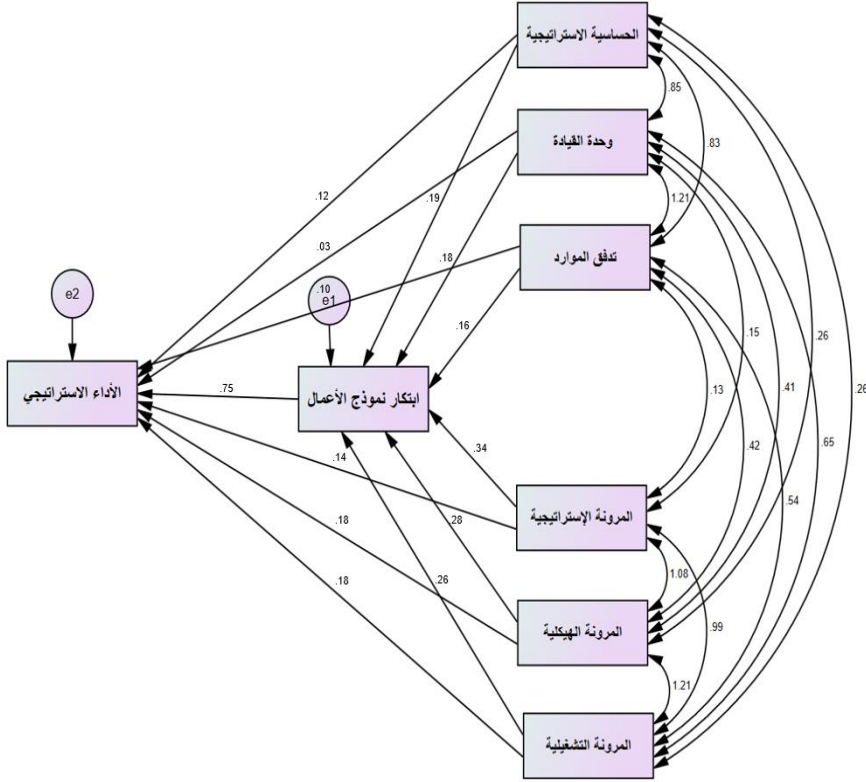 الحساسية الاستراتيجية
.85
وحدة القيادة
.83
.12
.19
1.21
.03
تدفق الموارد
.18
.10
e2
e1
.16
.15
.26
.13
.41
.26
الأداء الاستراتيجي
.75
ابتكار نموذج الأعمال
.42
.65
.34
.14
.54
المرونة الإستراتيجية
.28
.18
1.08
.26
.99
.18
المرونة الهيكلية
1.21
المرونة التشغيلية